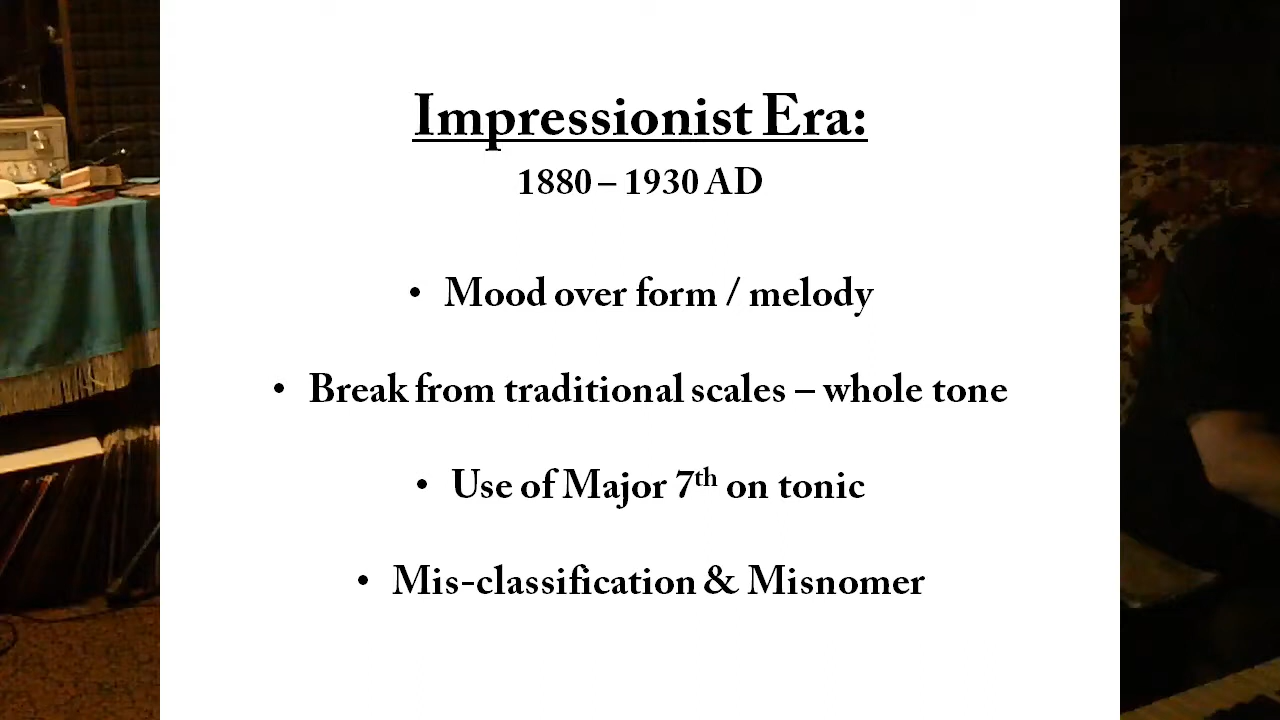 Impressionist Era:
1880 – 1930 AD
• Mood over form / melody
• Break from traditional scales – whole tone
• Use of Major 7th on tonic
• Mis-classification & Misnomer